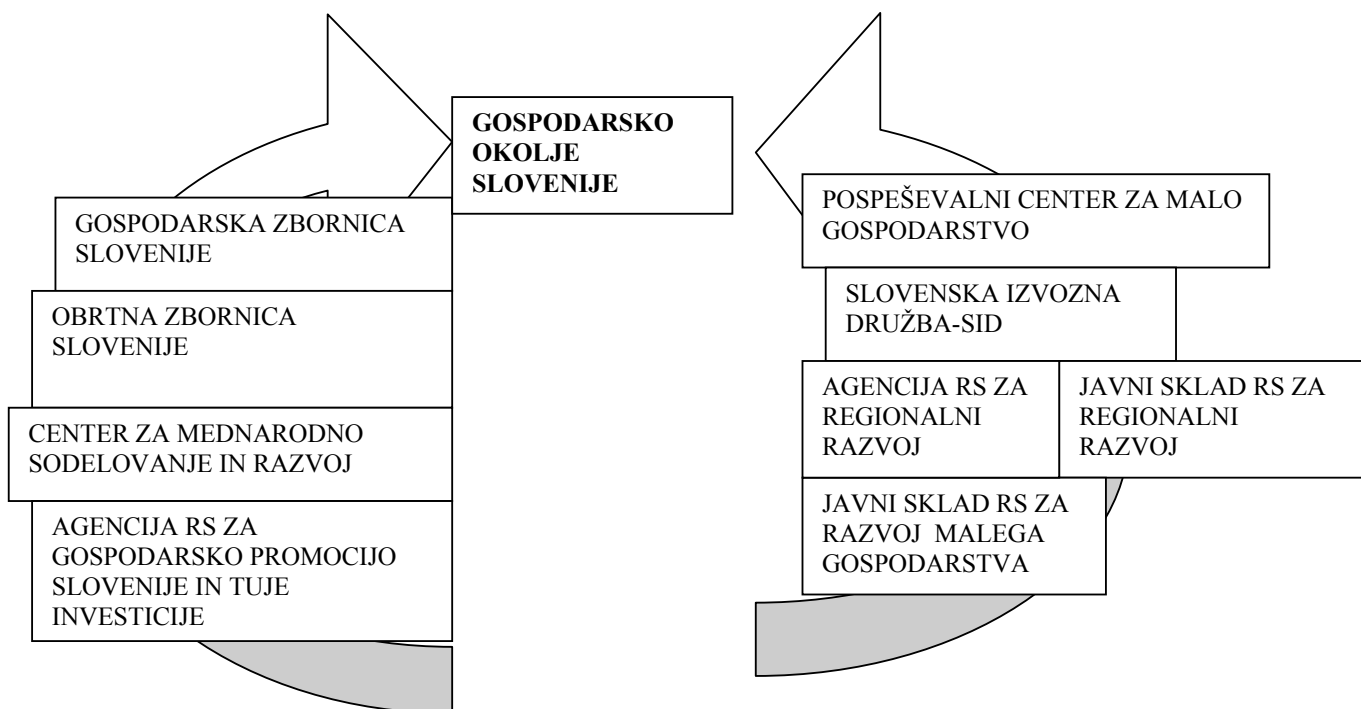 GOSPODARSKO
OKOLJE
SLOVENIJE
GOSPODARSKA ZBORNICA
SLOVENIJE
OBRTNA ZBORNICA
SLOVENIJE
CENTER ZA MEDNARODNO
SODELOVANJE IN RAZVOJ
AGENCIJA RS ZA
GOSPODARSKO PROMOCIJO
SLOVENIJE IN TUJE
INVESTICIJE
POSPEŠEVALNI CENTER ZA MALO
GOSPODARSTVO
SLOVENSKA IZVOZNA
DRUŽBA-SID
AGENCIJA RS ZA
REGIONALNI
RAZVOJ
JAVNI SKLAD RS ZA
REGIONALNI
RAZVOJ
JAVNI SKLAD RS ZA
RAZVOJ MALEGA
GOSPODARSTVA